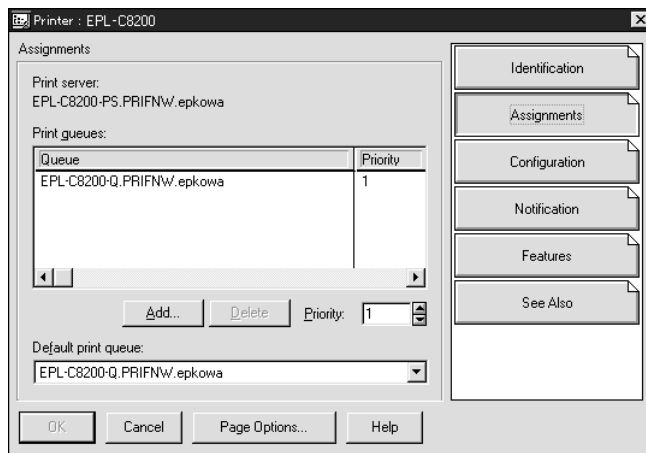 Printer : EPL-C8200
Assignments
Print server:
EPL-C8200-PS.PRIFNW.epkowa
Print queues:
Queue Priority
EPL-C8200-Q.PRIFNW.epkowa 1
Add... Delete Priority: 1
Default print queue:
EPL-C8200-Q.PRIFNW.epkowa
OK Cancel Page Options... Help
Identification
Assignments
Configuration
Notification
Features
See Also